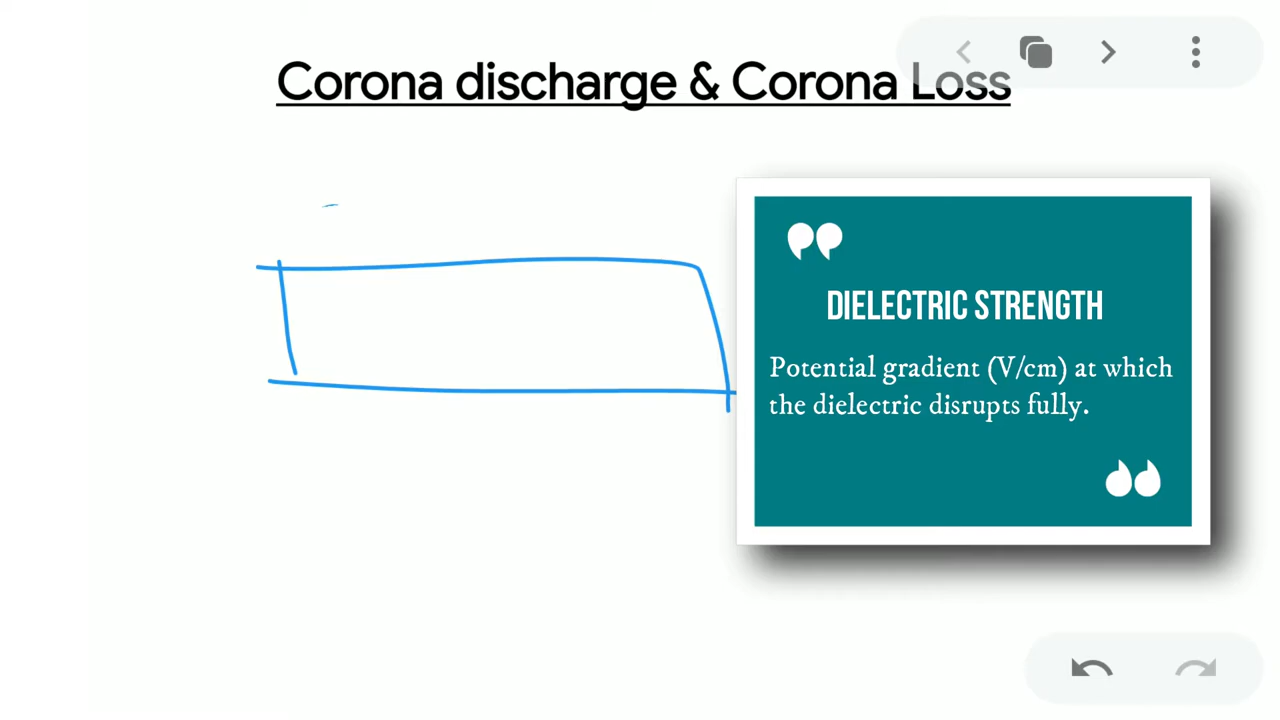 Corona discharge & Corona Loss
DIELECTRIC STRENGTH
Potential gradient (V/cm) at which
the dielectric disrupts fully.